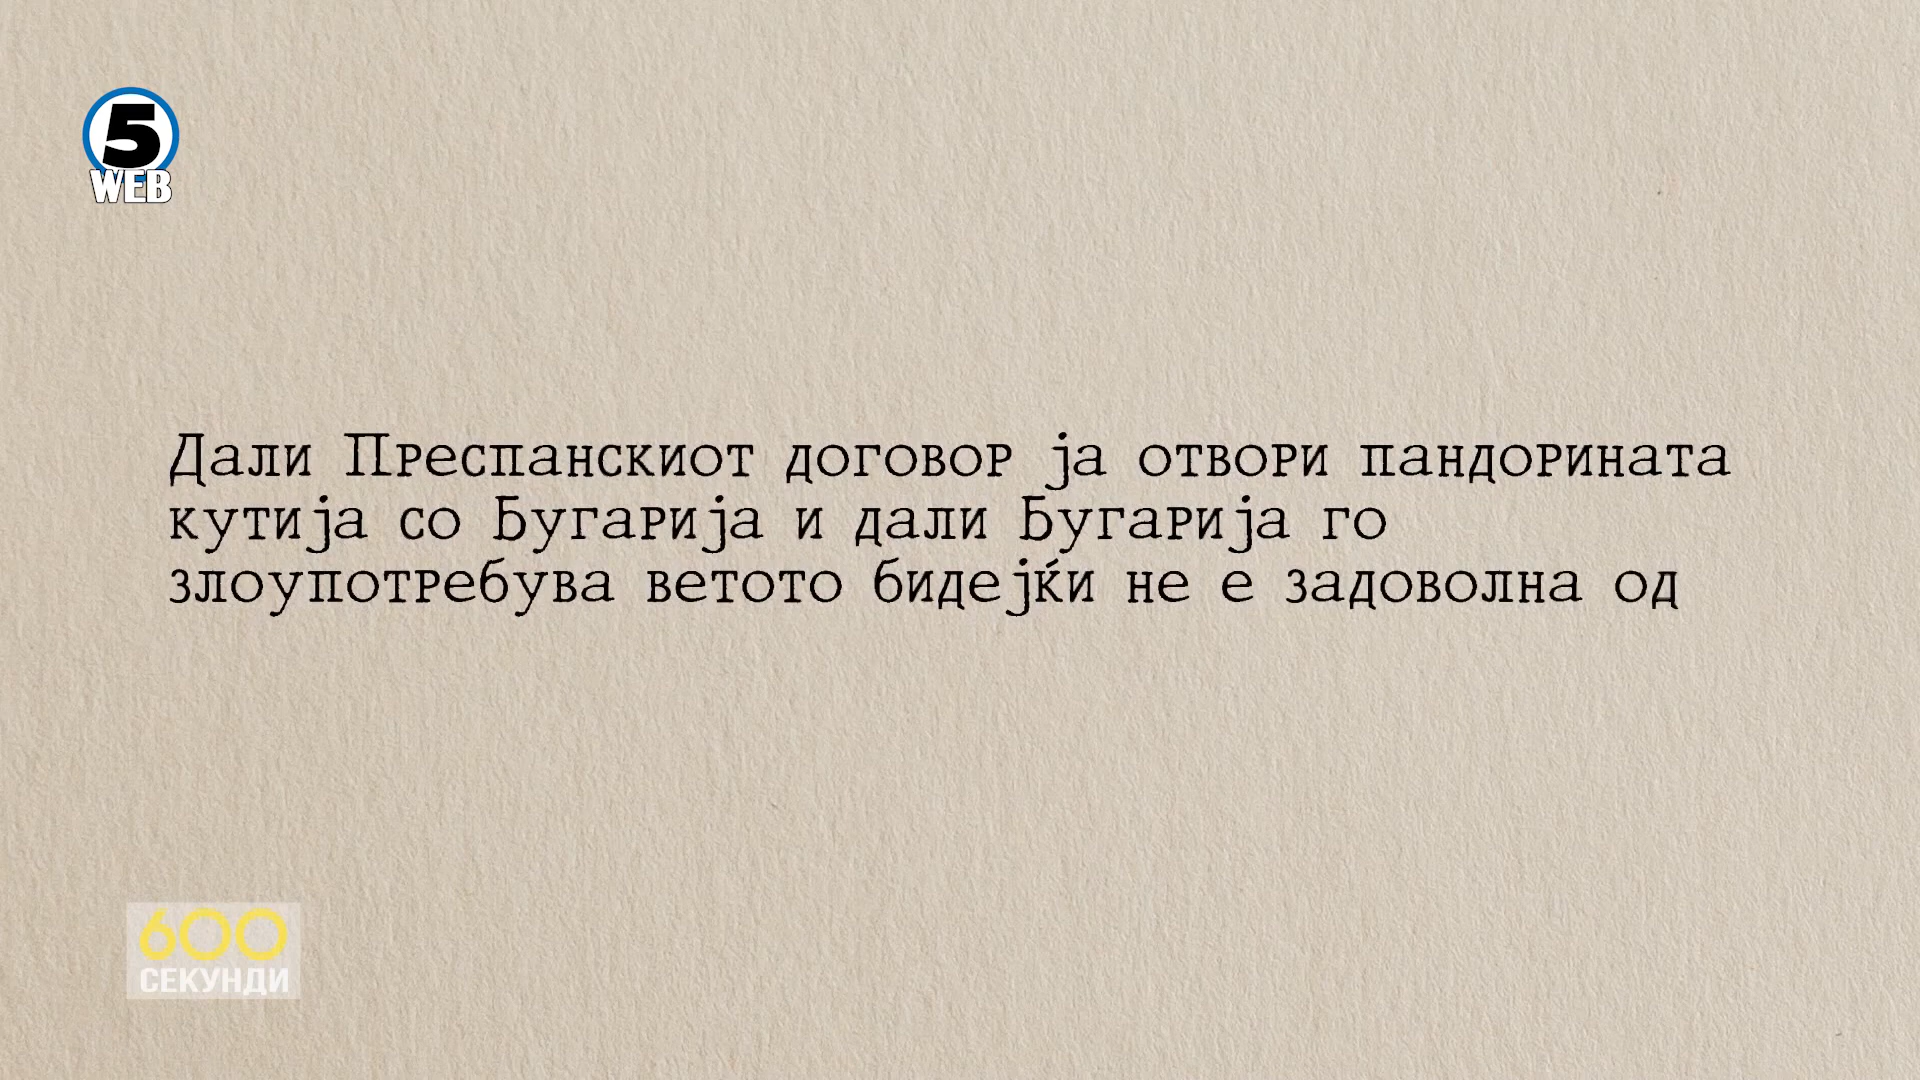 5
WEB
Дали Преспанскиот договор ја отвори пандорината
кутија со Бугарија и дали Бугарија го
злоупотребува ветото бидејќи не е задоволна од
600
СЕКУНДИ